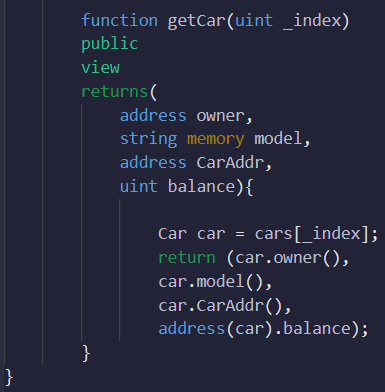 function getCar(uint _index)
public
view
returns(
address owner,
string memory model,
address CarAddr,
uint balance){
Car car = cars[_index];
return (car.owner(),
car.model(),
car.CarAddr(),
address(car).balance);
}
}